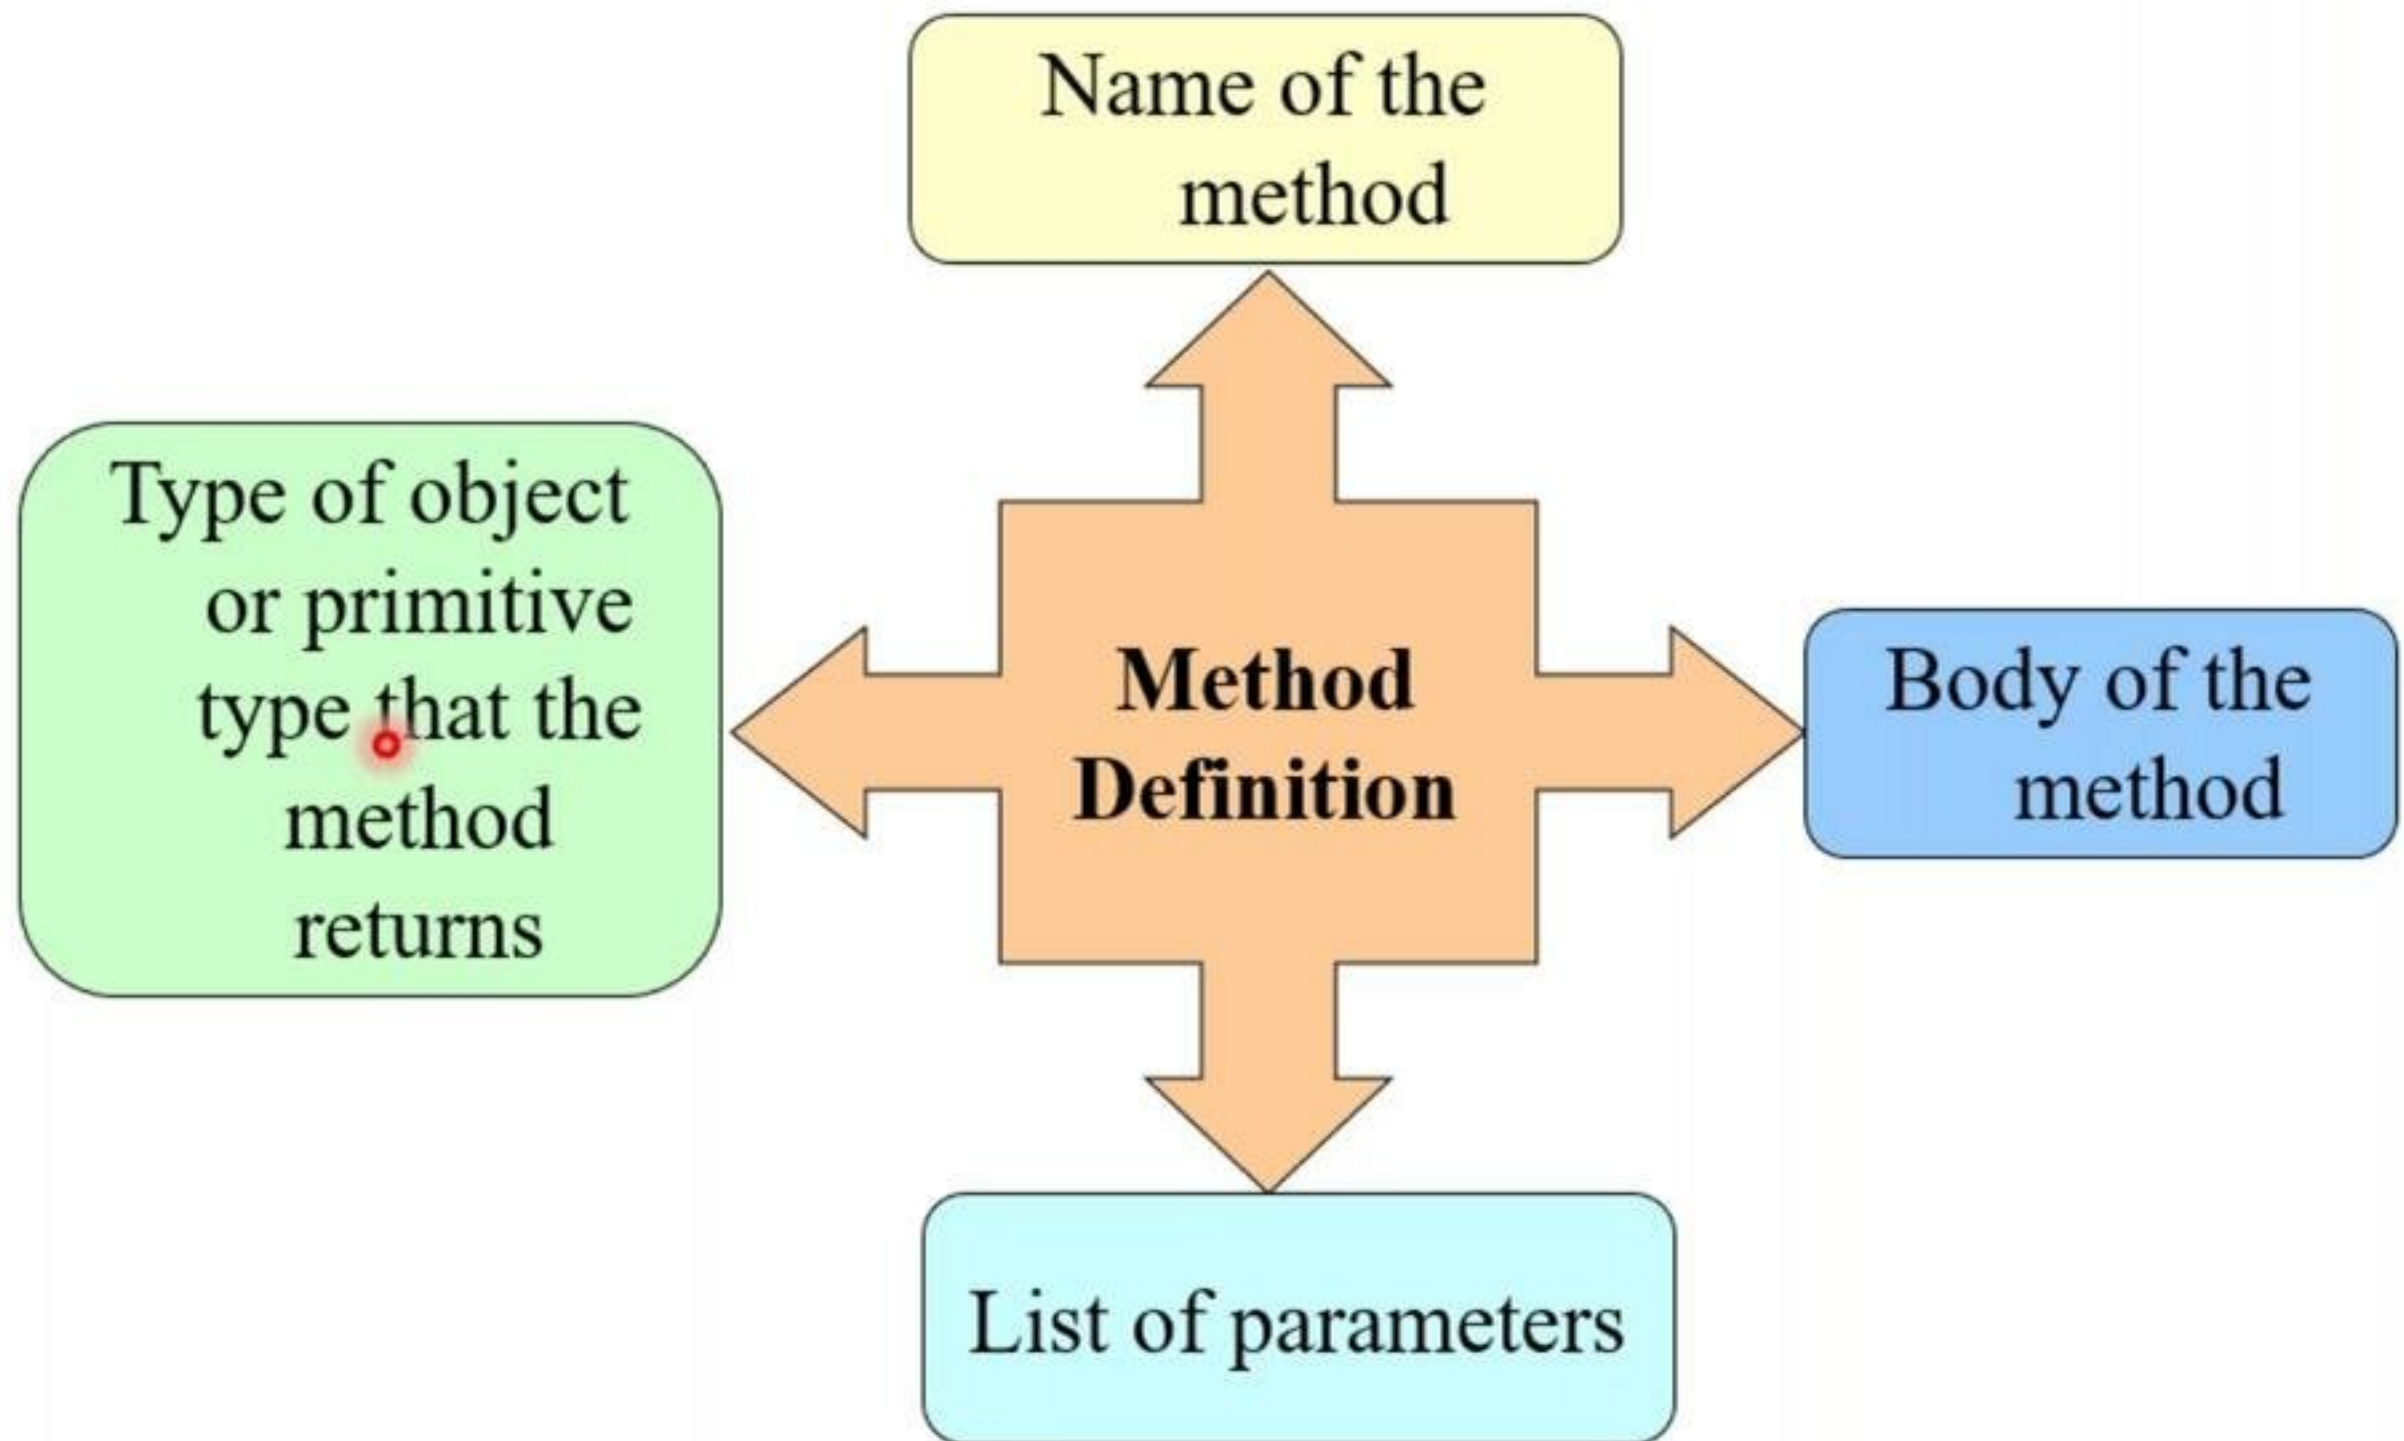 Name of the
method
Type of object
or primitive
type that the
method
returns
Method
Definition
Body of the
method
List of parameters